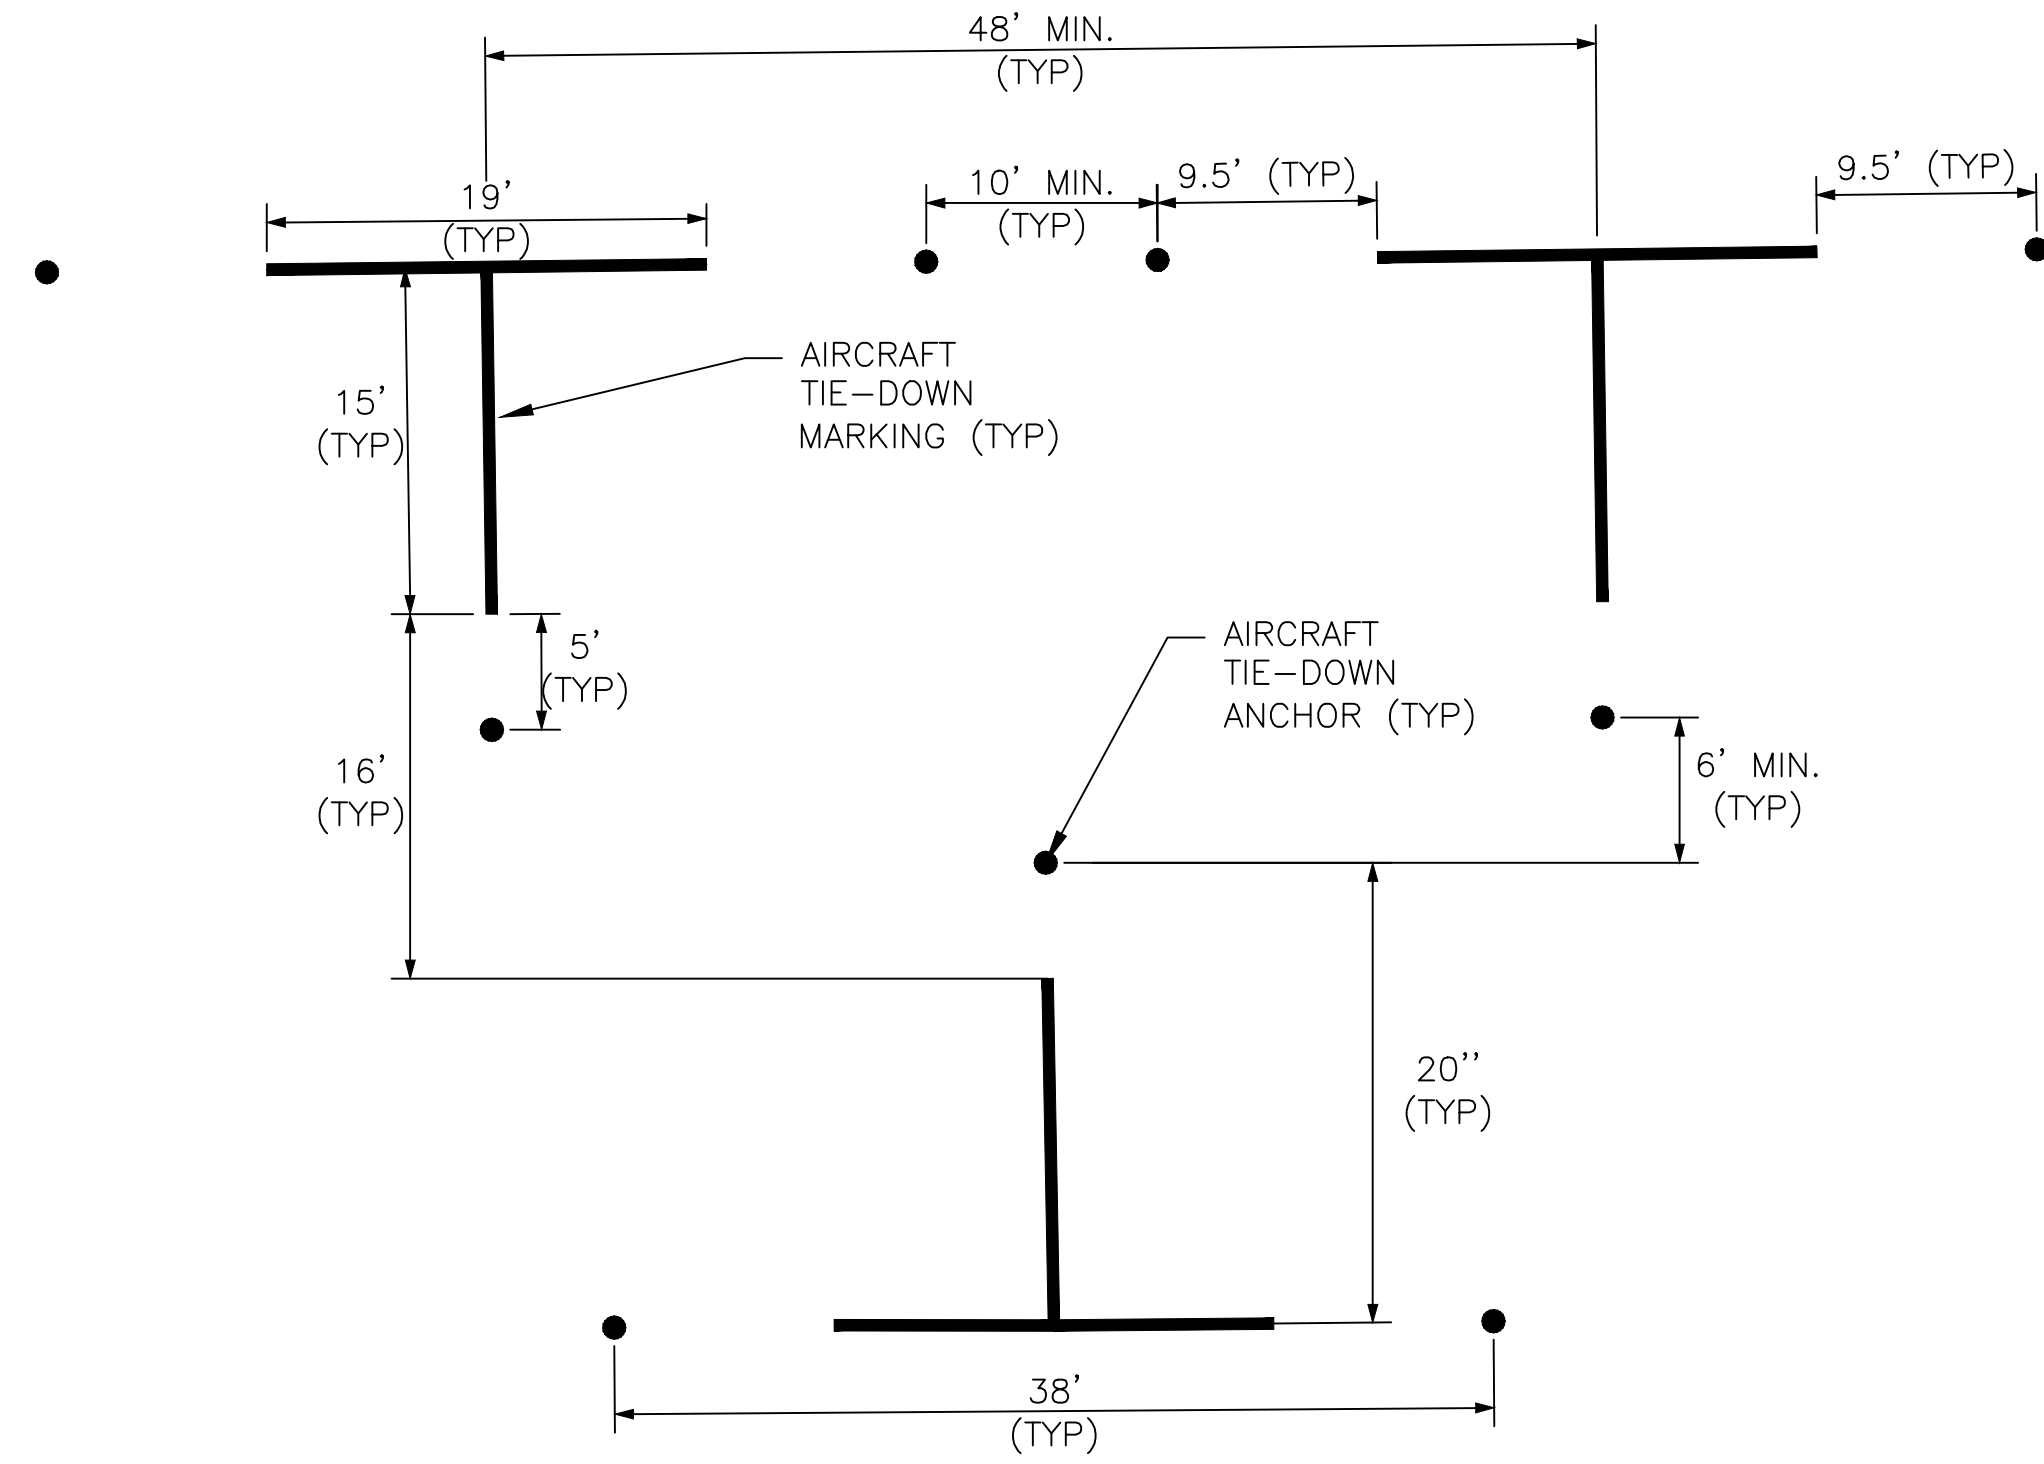 48' MIN.
(TYP)
19'
(TYP)
10' MIN.
(TYP)
9.5' (TYP)
9.5' (TYP)
AIRCRAFT
TIE-DOWN
MARKING (TYP)
15'
(TYP)
5'
(TYP)
AIRCRAFT
TIE-DOWN
ANCHOR (TYP)
16'
(TYP)
6' MIN.
(TYP)
20''
(TYP)
38'
(TYP)